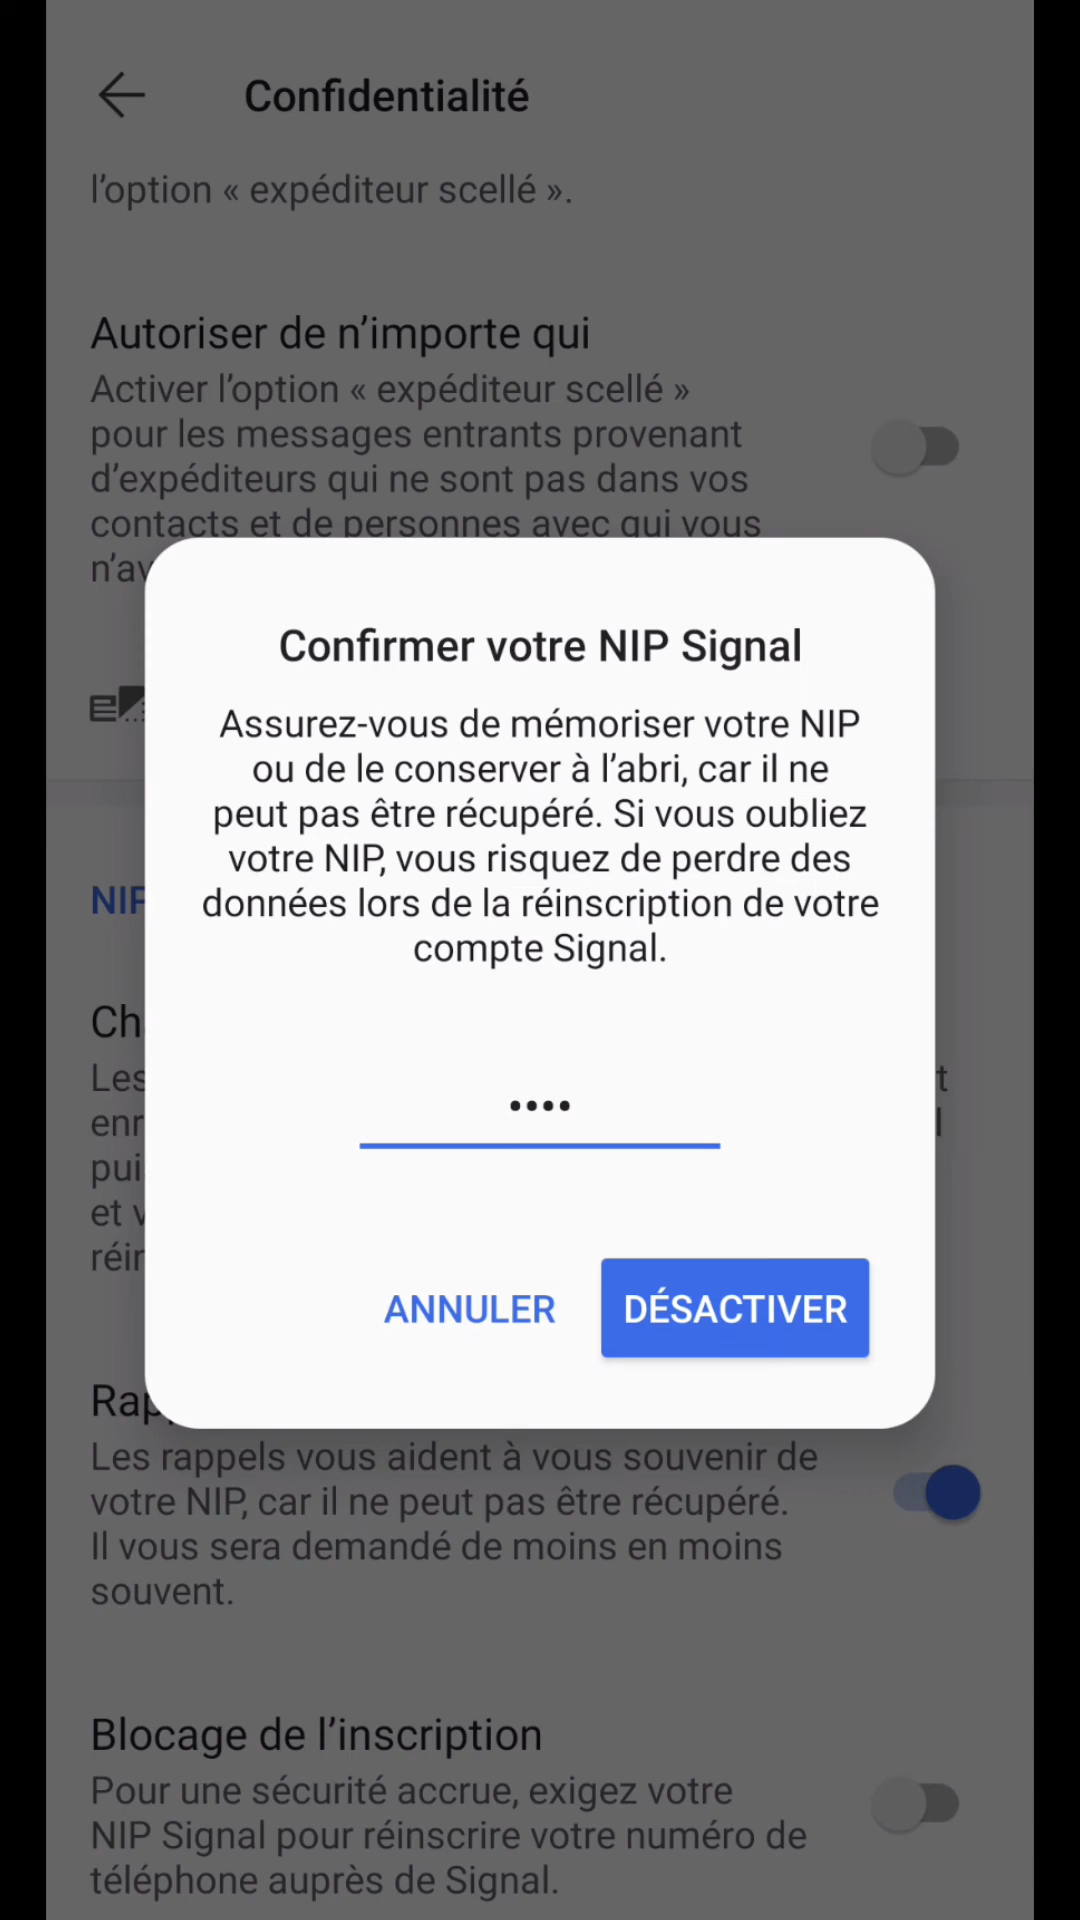 Confidentialité
l'option « expéditeur scellé ».
Autoriser de n'importe qui
Activer l'option « expéditeur scellé »
pour les messages entrants provenant
d'expéditeurs qui ne sont pas dans vos
contacts et de personnes avec qui vous
Confirmer votre NIP Signal
Assurez-vous de mémoriser votre NIP
ou de le conserver à l'abri, car il ne
peut pas être récupéré. Si vous oubliez
votre NIP, vous risquez de perdre des
données lors de la réinscription de votre
compte Signal.
NIP
Les
et
••••
ANNULER
DÉSACTIVER
Les rappels vous aident à vous souvenir de
votre NIP, car il ne peut pas être récupéré.
Il vous sera demandé de moins en moins
souvent.
Blocage de l'inscription
Pour une sécurité accrue, exigez votre
NIP Signal pour réinscrire votre numéro de
téléphone auprès de Signal.